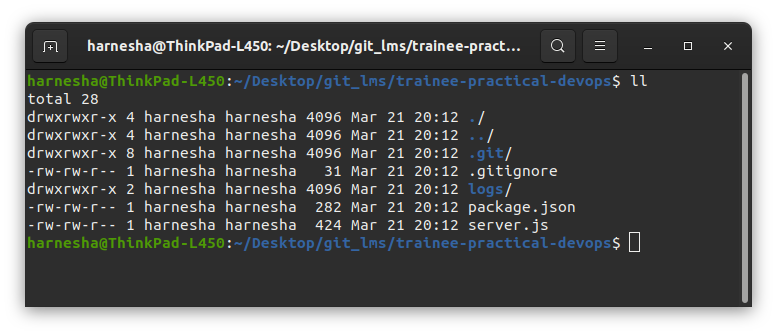 harnesha@ThinkPad-L450: ~/Desktop/git_lms/trainee-pract...
harnesha@ThinkPad-L450:~/Desktop/git_lms/trainee-practical-devops$ ll
total 28
drwxrwxr-x 4 harnesha harnesha 4096 Mar 21 20:12 ./
drwxrwxr-x 4 harnesha harnesha 4096 Mar 21 20:12 ../
drwxrwxr-x 8 harnesha harnesha 4096 Mar 21 20:12 .git/
-rw-rw-r-- 1 harnesha harnesha   31 Mar 21 20:12 .gitignore
drwxrwxr-x 2 harnesha harnesha 4096 Mar 21 20:12 logs/
-rw-rw-r-- 1 harnesha harnesha  282 Mar 21 20:12 package.json
-rw-rw-r-- 1 harnesha harnesha  424 Mar 21 20:12 server.js
harnesha@ThinkPad-L450:~/Desktop/git_lms/trainee-practical-devops$